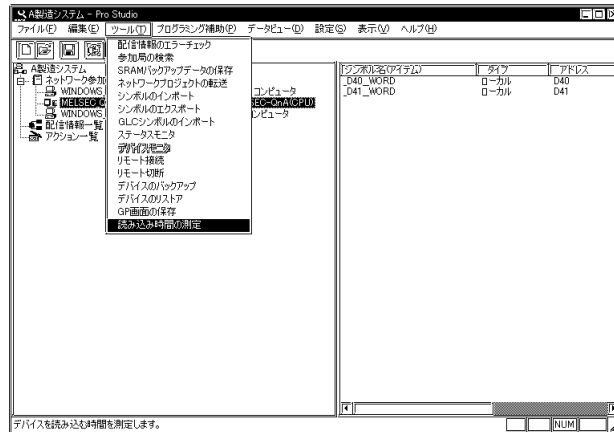 A製造システム - Pro Studio
ファイル(F) 編集(E) ツール(T) プログラミング補助(P) データビュー(D) 設定(S) 表示(V) ヘルプ(H)
配信情報のエラーチェック
参加局の検索
SRAMバックアップデータの保存
ネットワークプロジェクトの転送
シンボルのインポート
シンボルのエクスポート
GLCシンボルのインポート
ステータスモニタ
デバイスモニタ
リモート接続
リモート切断
デバイスのバックアップ
デバイスのリストア
GP画面の保存
読み込み時間の測定
A製造システム
ネットワーク参加
WINDOWS コンピュータ
MELSEC SEC-QnA(CPU)
WINDOWS ンピュータ
配信情報一覧
アクション一覧
シンボル名(アイテム) タイプ アドレス
_D40_WORD ローカル D40
_D41_WORD ローカル D41
デバイスを読み込む時間を測定します。
NUM